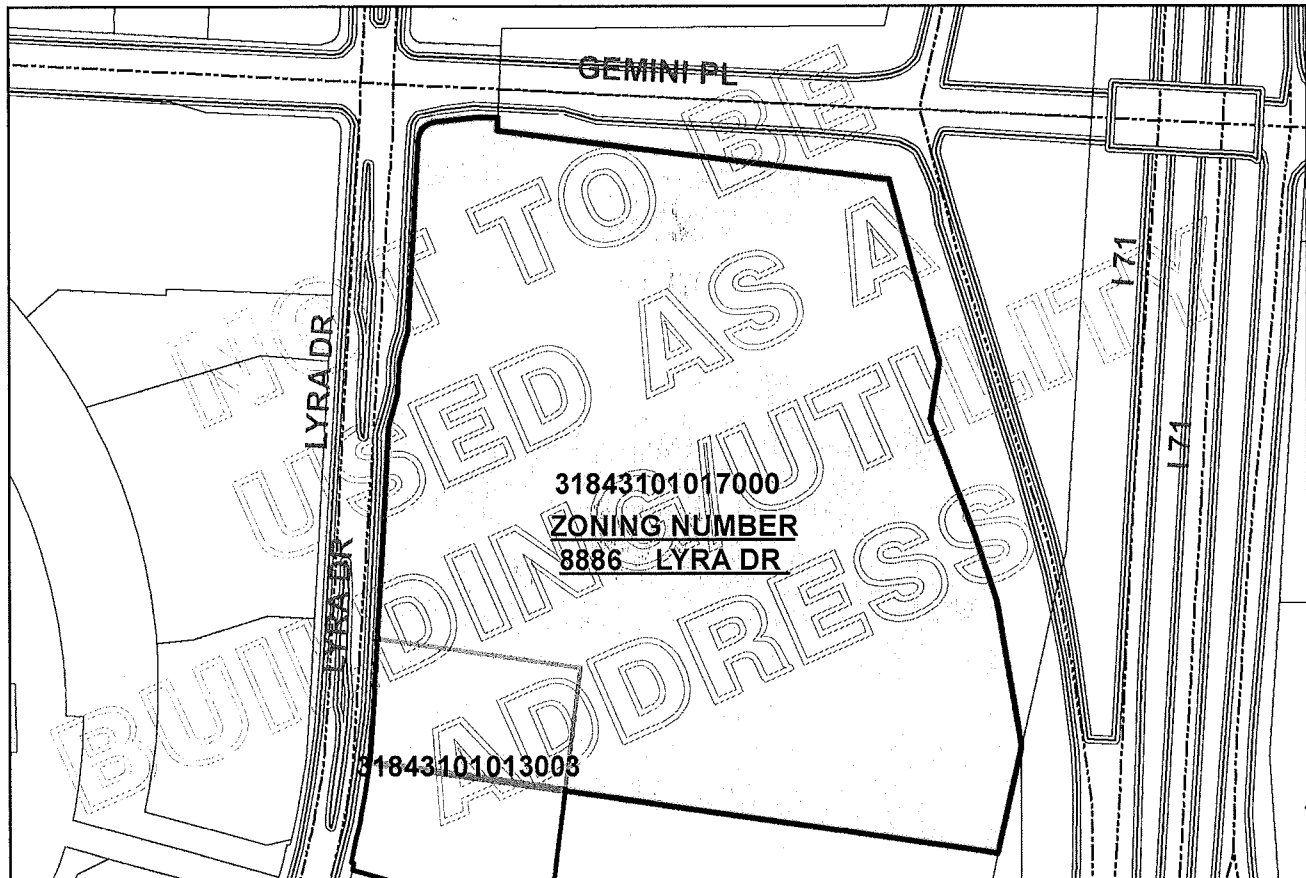 GEMINI PL
NOT TO BE
USED AS A
BUILDING/UTILITY
ADDRESS
I 71
I 71
LYRA DR
LYRA DR
31843101017000
ZONING NUMBER
8886 LYRA DR
31843101013003